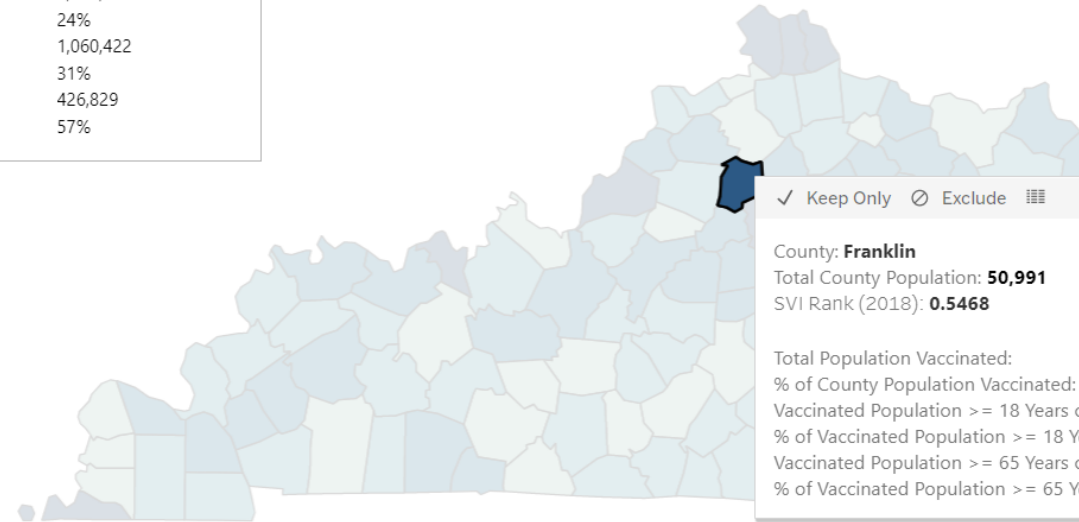 24%
1,060,422
31%
426,829
57%
Keep Only Exclude
County: Franklin
Total County Population: 50,991
SVI Rank (2018): 0.5468
Total Population Vaccinated:
% of County Population Vaccinated:
Vaccinated Population >= 18 Years
% of Vaccinated Population >= 18
Vaccinated Population >= 65 Years
% of Vaccinated Population >= 65